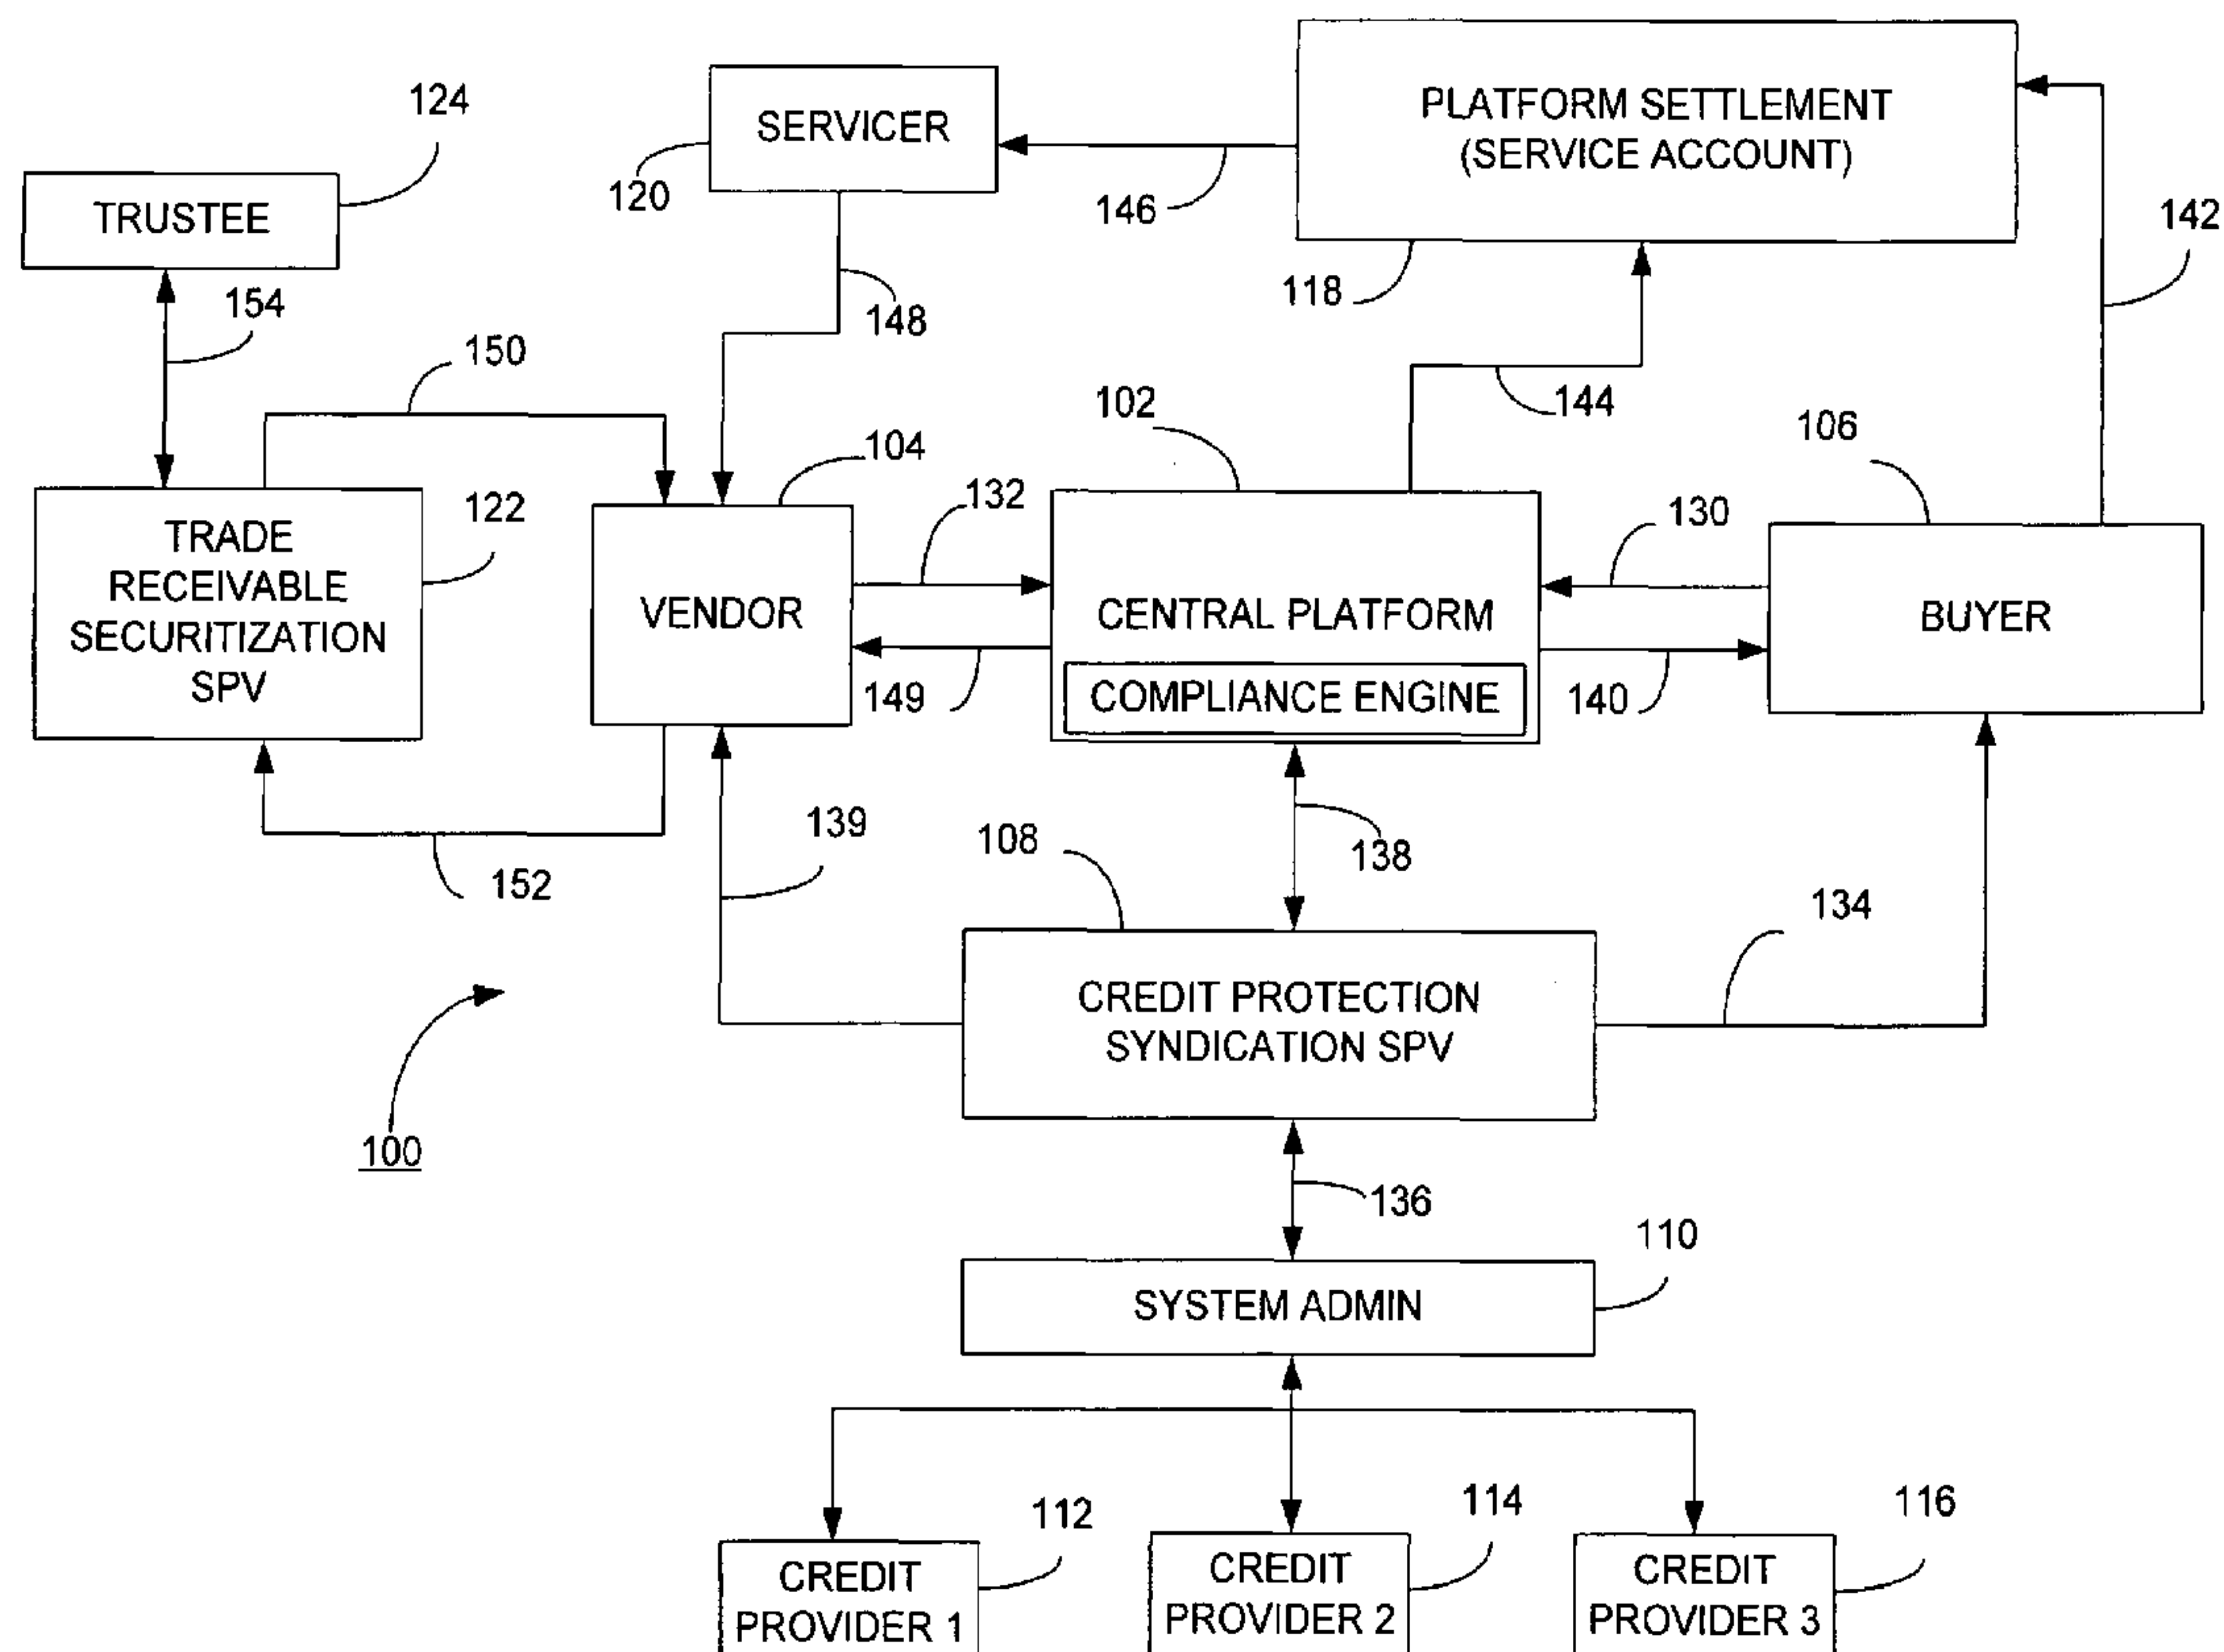 PLATFORM SETTLEMENT
(SERVICE ACCOUNT)
SERVICER
124
120
146
TRUSTEE
142
118
154
148
150
144
102
106
104
132
130
122
TRADE
RECEIVABLE
SECURITIZATION
SPV
VENDOR
CENTRAL PLATFORM
BUYER
COMPLIANCE ENGINE
149
140
139
108
138
152
134
CREDIT PROTECTION
SYNDICATION SPV
100
136
110
SYSTEM ADMIN
112
114
116
CREDIT
PROVIDER 1
CREDIT
PROVIDER 2
CREDIT
PROVIDER 3